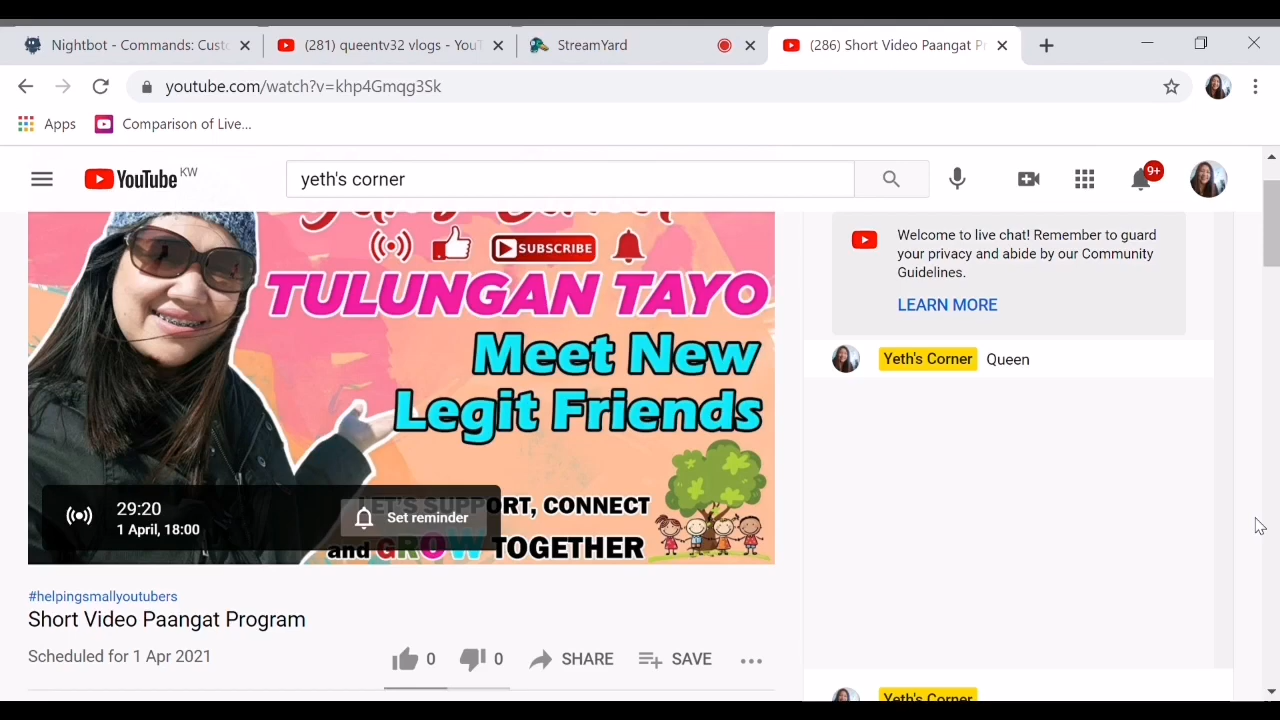 Nightbot - Commands: Custo
(281) queentv32 vlogs - YouT
StreamYard
(286) Short Video Paangat Pr
youtube.com/watch?v=khp4Gmqg3Sk
Apps
Comparison of Live...
YouTube KW
yeth's corner
9+
SUBSCRIBE
TULUNGAN TAYO
Meet New
Legit Friends
LET'S SUPPORT, CONNECT
and GROW TOGETHER
29:20
1 April, 18:00
Set reminder
#helpingsmallyoutubers
Short Video Paangat Program
Scheduled for 1 Apr 2021
0
0
SHARE
SAVE
Welcome to live chat! Remember to guard
your privacy and abide by our Community
Guidelines.
LEARN MORE
Yeth's Corner Queen
Yeth's Corner